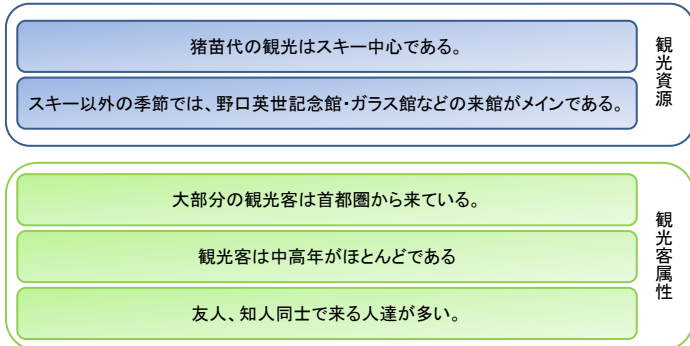 猪苗代の観光はスキー中心である。
スキー以外の季節では、野口英世記念館・ガラス館などの来館がメインである。
観光資源
大部分の観光客は首都圏から来ている。
観光客は中高年がほとんどである
友人、知人同士で来る人達が多い。
観光客属性